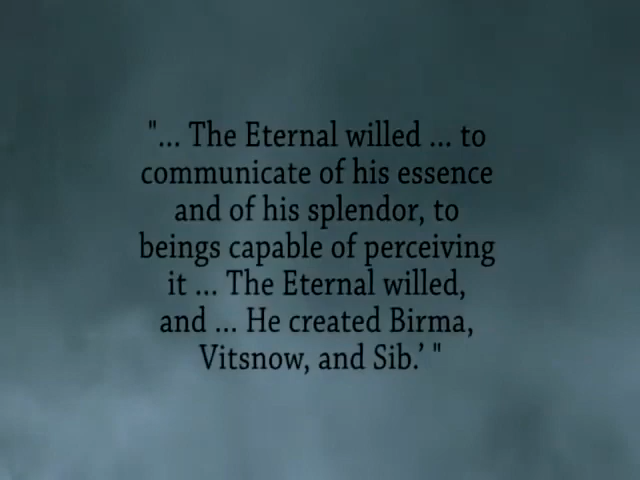 "... The Eternal willed ... to
communicate of his essence
and of his splendor, to
beings capable of perceiving
it ... The Eternal willed,
and ... He created Birma,
Vitsnow, and Sib.’ "